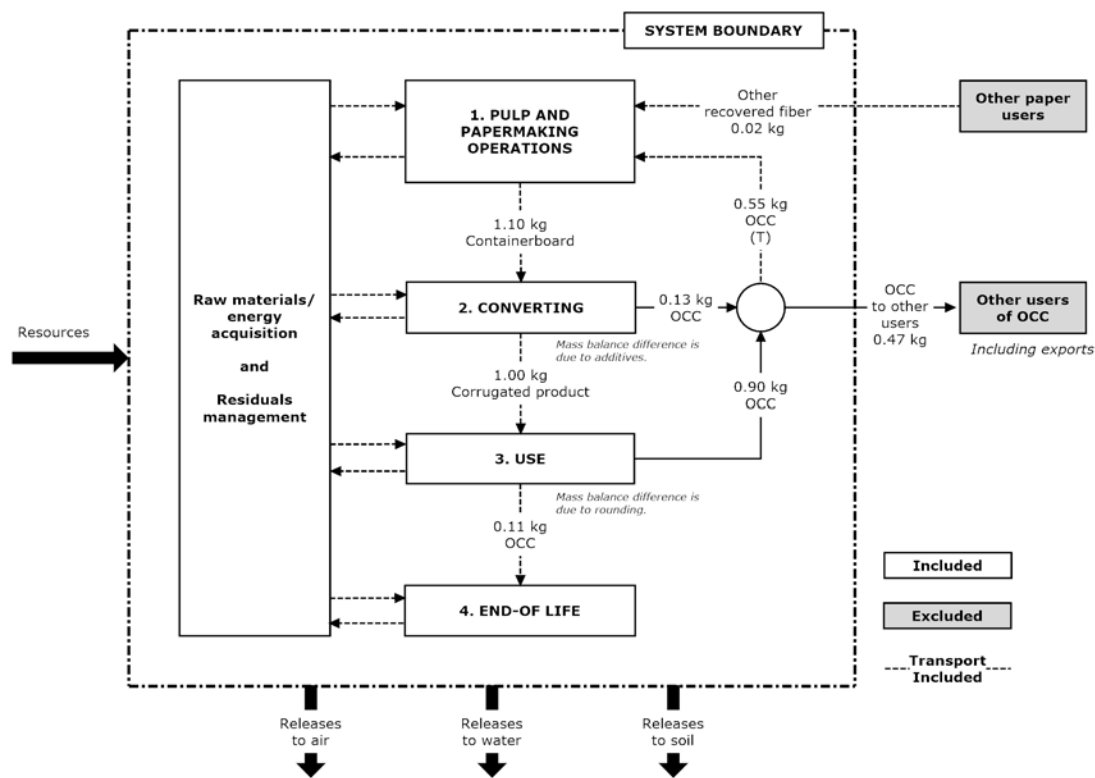 SYSTEM BOUNDARY
Other
recovered fiber
0.02 kg
Other paper
users
1. PULP AND
PAPERMAKING
OPERATIONS
0.55 kg
OCC
(T)
1.10 kg
Containerboard
Raw materials/
energy
acquisition
and
Residuals
management
Resources
2. CONVERTING
0.13 kg
OCC
OCC
to other
users
0.47 kg
Other users
of OCC
Including exports
Mass balance difference is
due to additives.
1.00 kg
Corrugated product
0.90 kg
OCC
3. USE
Mass balance difference is
due to rounding.
0.11 kg
OCC
4. END-OF LIFE
Included
Excluded
Transport
Included
Releases
to air
Releases
to water
Releases
to soil